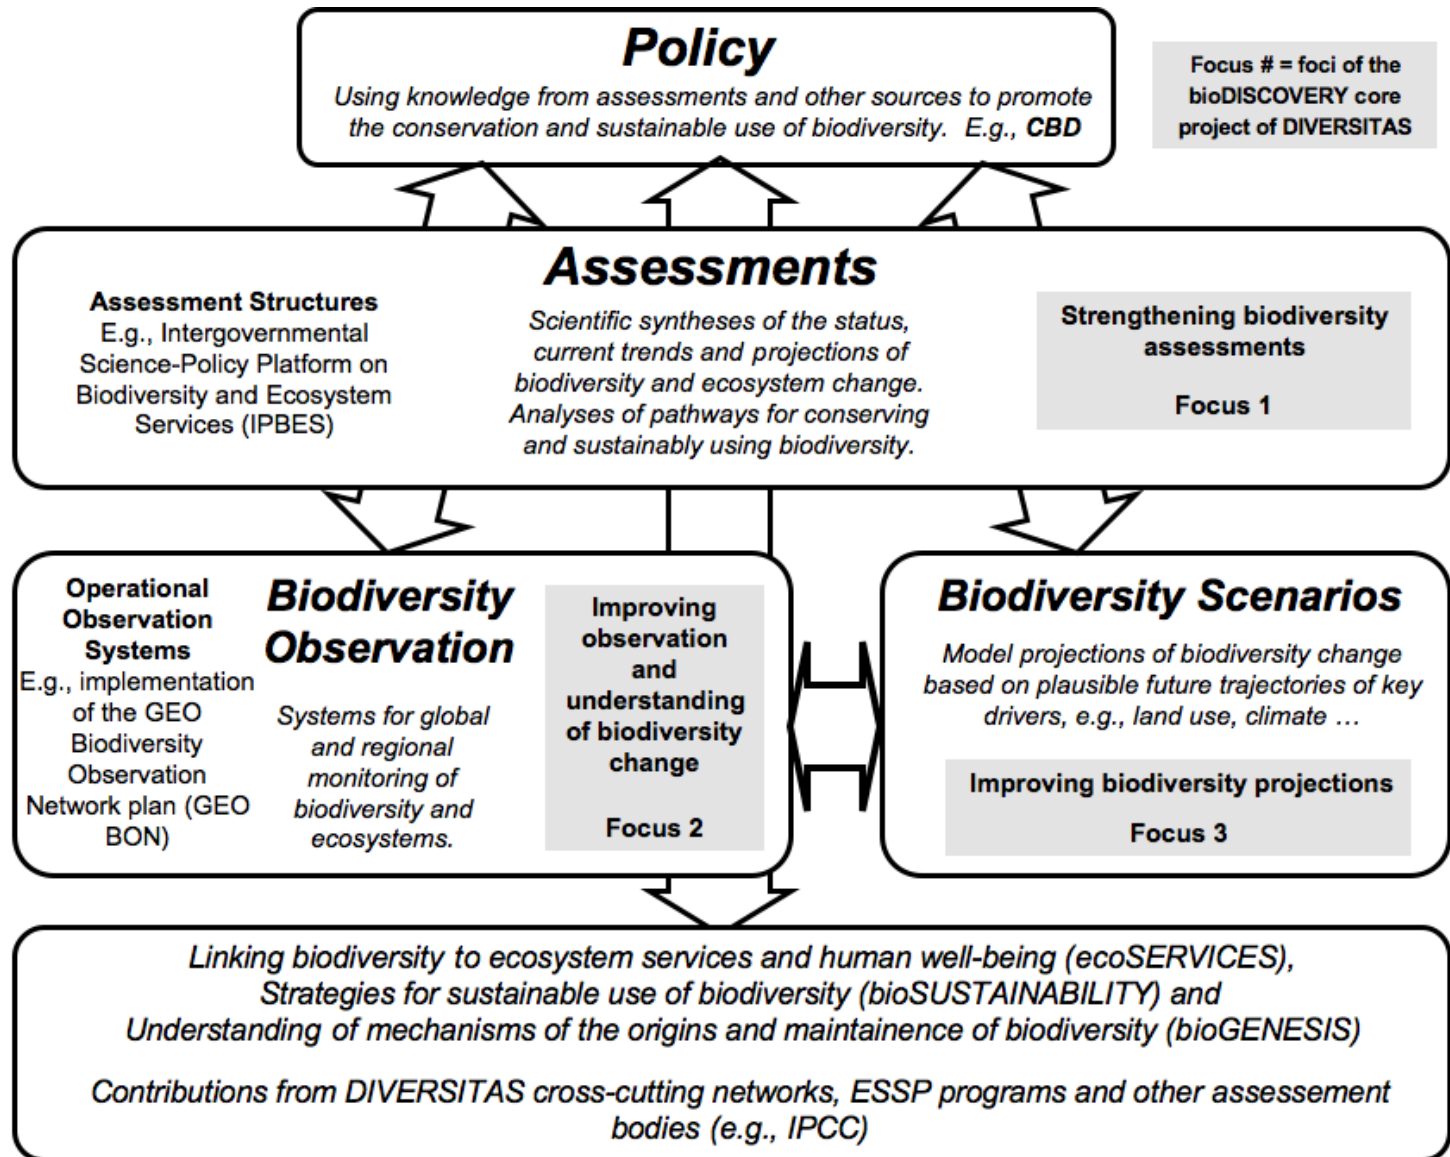 Policy
Using knowledge from assessments and other sources to promote
the conservation and sustainable use of biodiversity. E.g., CBD
Focus # = foci of the
bioDISCOVERY core
project of DIVERSITAS
Assessments
Assessment Structures
E.g., Intergovernmental
Science-Policy Platform on
Biodiversity and Ecosystem
Services (IPBES)
Scientific syntheses of the status,
current trends and projections of
biodiversity and ecosystem change.
Analyses of pathways for conserving
and sustainably using biodiversity.
Strengthening biodiversity
assessments
Focus 1
Operational
Observation
Systems
E.g., implementation
of the GEO
Biodiversity
Observation
Network plan (GEO
BON)
Biodiversity
Observation
Systems for global
and regional
monitoring of
biodiversity and
ecosystems.
Improving
observation
and
understanding
of biodiversity
change
Focus 2
Biodiversity Scenarios
Model projections of biodiversity change
based on plausible future trajectories of key
drivers, e.g., land use, climate …
Improving biodiversity projections
Focus 3
Linking biodiversity to ecosystem services and human well-being (ecoSERVICES),
Strategies for sustainable use of biodiversity (bioSUSTAINABILITY) and
Understanding of mechanisms of the origins and maintainence of biodiversity (bioGENESIS)
Contributions from DIVERSITAS cross-cutting networks, ESSP programs and other assessement
bodies (e.g., IPCC)